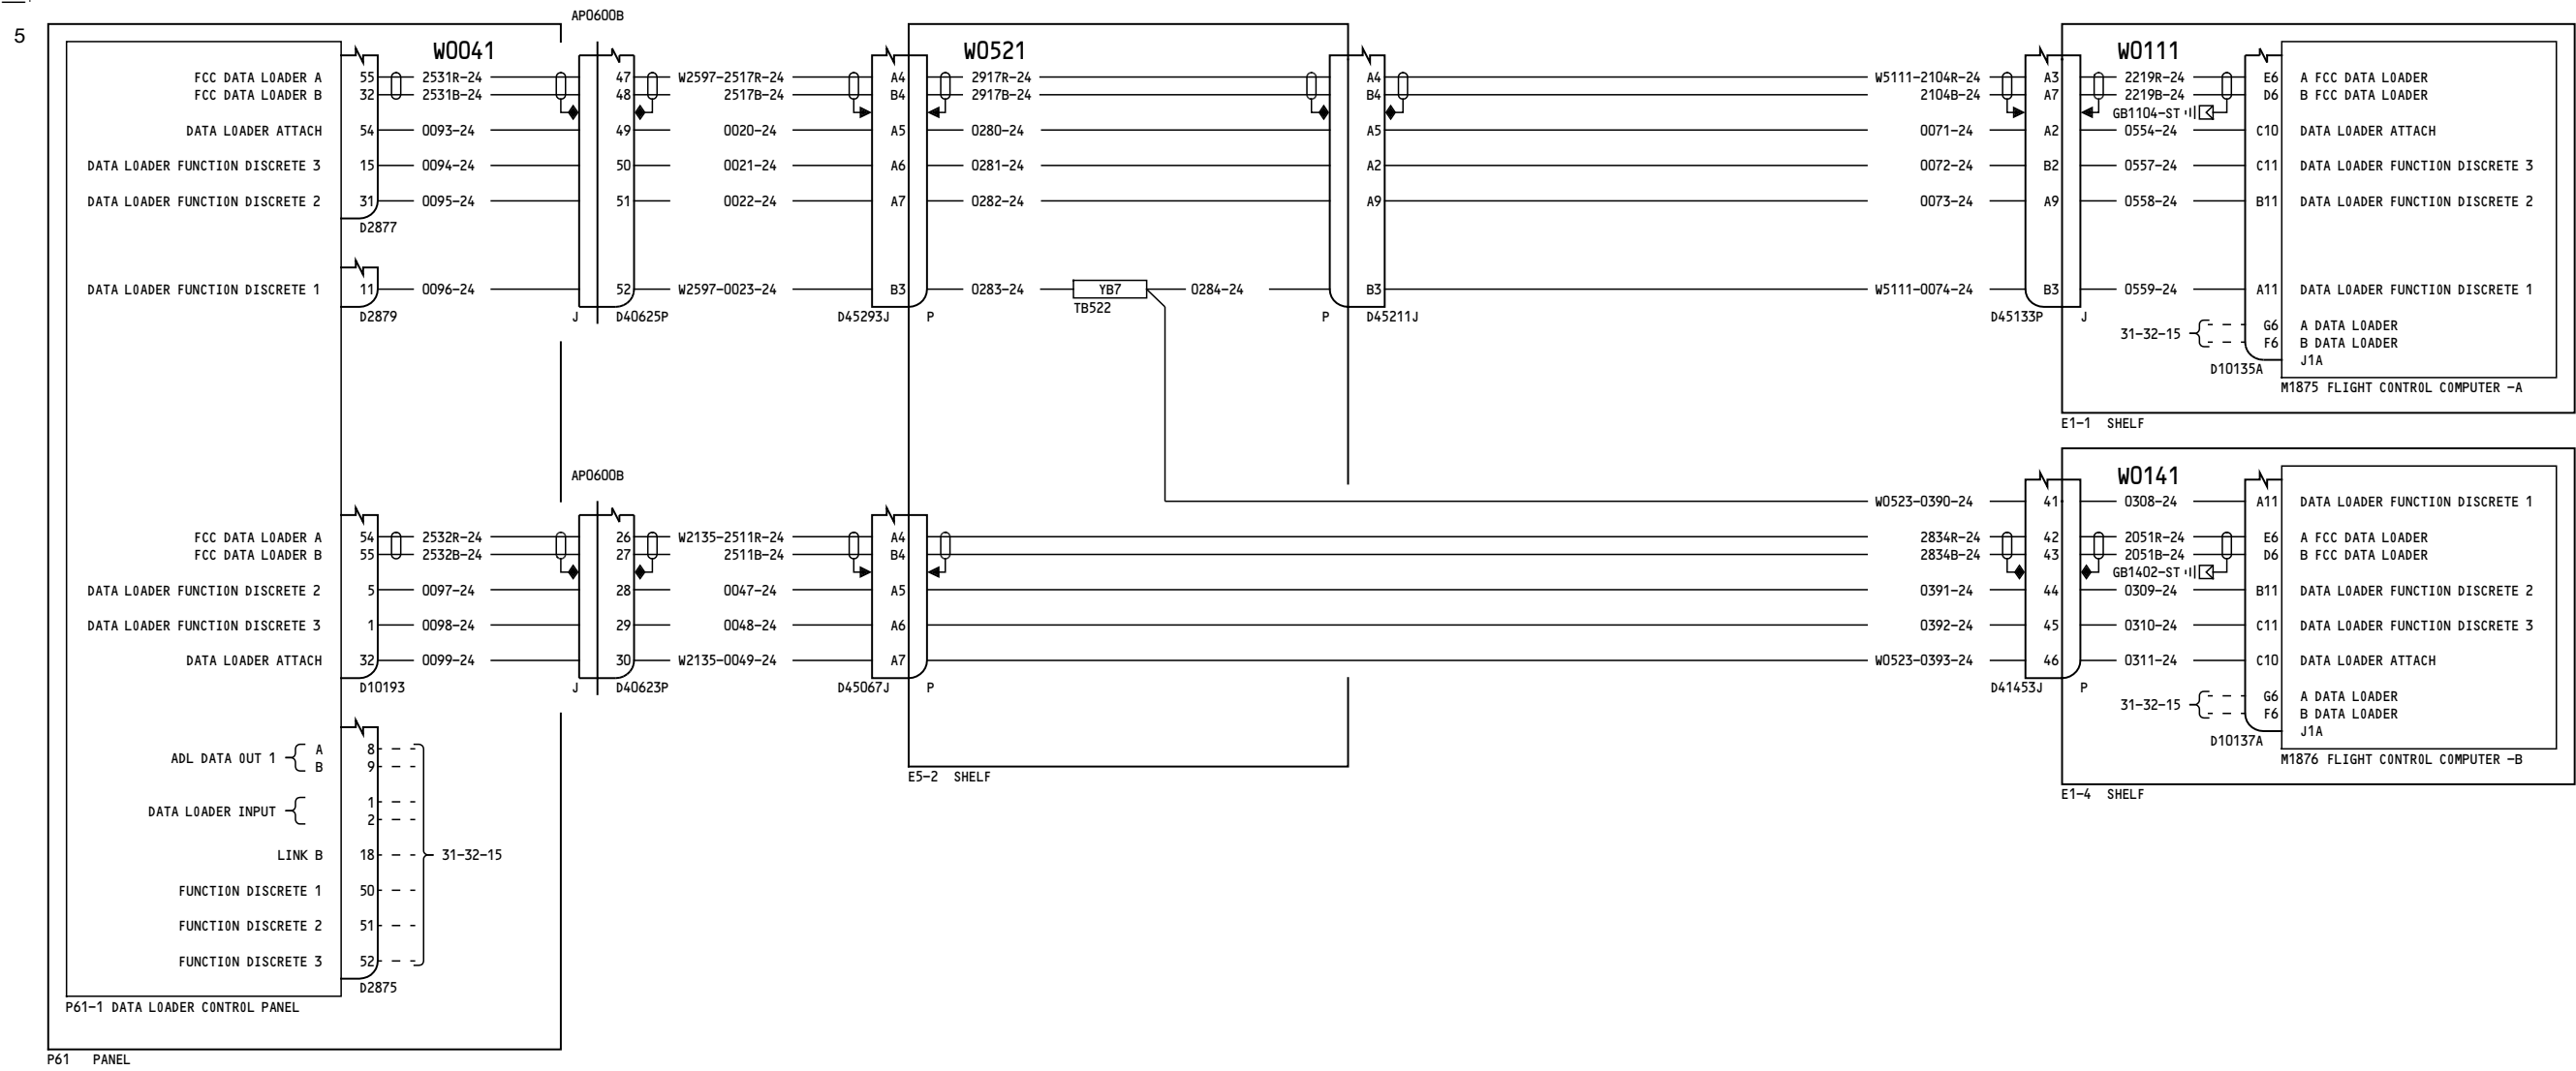 5
AP0600B
W0041 W0521 W0111
FCC DATA LOADER A 55 2531R-24 47 W2597-2517R-24 A4 2917R-24 A4 W5111-2104R-24 A3 2219R-24 E6 A FCC DATA LOADER
FCC DATA LOADER B 32 2531B-24 48 2517B-24 B4 2917B-24 B4 2104B-24 A7 2219B-24 D6 B FCC DATA LOADER
GB1104-ST
DATA LOADER ATTACH 54 0093-24 49 0020-24 A5 0280-24 A5 0071-24 A2 0554-24 C10 DATA LOADER ATTACH
DATA LOADER FUNCTION DISCRETE 3 15 0094-24 50 0021-24 A6 0281-24 A2 0072-24 B2 0557-24 C11 DATA LOADER FUNCTION DISCRETE 3
DATA LOADER FUNCTION DISCRETE 2 31 0095-24 51 0022-24 A7 0282-24 A9 0073-24 A9 0558-24 B11 DATA LOADER FUNCTION DISCRETE 2
D2877
DATA LOADER FUNCTION DISCRETE 1 11 0096-24 52 W2597-0023-24 B3 0283-24 YB7 0284-24 B3 W5111-0074-24 B3 0559-24 A11 DATA LOADER FUNCTION DISCRETE 1
TB522
D2879 J D40625P D45293J P P D45211J D45133P J
G6 A DATA LOADER
31-32-15
F6 B DATA LOADER
J1A
D10135A
M1875 FLIGHT CONTROL COMPUTER -A
E1-1 SHELF
AP0600B
W0141
W0523-0390-24 41 0308-24 A11 DATA LOADER FUNCTION DISCRETE 1
FCC DATA LOADER A 54 2532R-24 26 W2135-2511R-24 A4 2834R-24 42 2051R-24 E6 A FCC DATA LOADER
FCC DATA LOADER B 55 2532B-24 27 2511B-24 B4 2834B-24 43 2051B-24 D6 B FCC DATA LOADER
GB1402-ST
DATA LOADER FUNCTION DISCRETE 2 5 0097-24 28 0047-24 A5 0391-24 44 0309-24 B11 DATA LOADER FUNCTION DISCRETE 2
DATA LOADER FUNCTION DISCRETE 3 1 0098-24 29 0048-24 A6 0392-24 45 0310-24 C11 DATA LOADER FUNCTION DISCRETE 3
DATA LOADER ATTACH 32 0099-24 30 W2135-0049-24 A7 W0523-0393-24 46 0311-24 C10 DATA LOADER ATTACH
D10193 J D40623P D45067J P D41453J P
G6 A DATA LOADER
31-32-15
F6 B DATA LOADER
J1A
D10137A
M1876 FLIGHT CONTROL COMPUTER -B
E1-4 SHELF
A 8
ADL DATA OUT 1
B 9
E5-2 SHELF
1
DATA LOADER INPUT
2
LINK B 18 31-32-15
FUNCTION DISCRETE 1 50
FUNCTION DISCRETE 2 51
FUNCTION DISCRETE 3 52
D2875
P61-1 DATA LOADER CONTROL PANEL
P61 PANEL